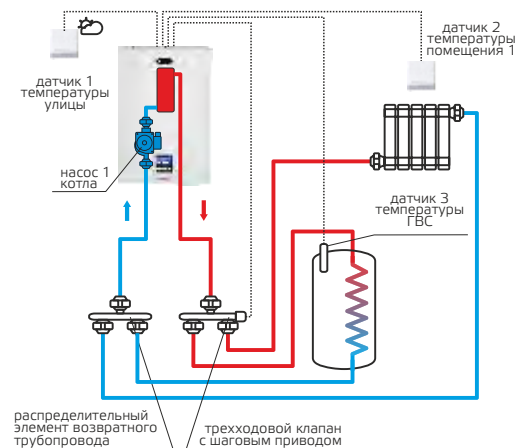 датчик 1
температуры
улицы
датчик 2
температуры
помещения 1
насос 1
котла
датчик 3
температуры
ГВС
распределительный
элемент возвратного
трубопровода
трехходовой клапан
с шаговым приводом